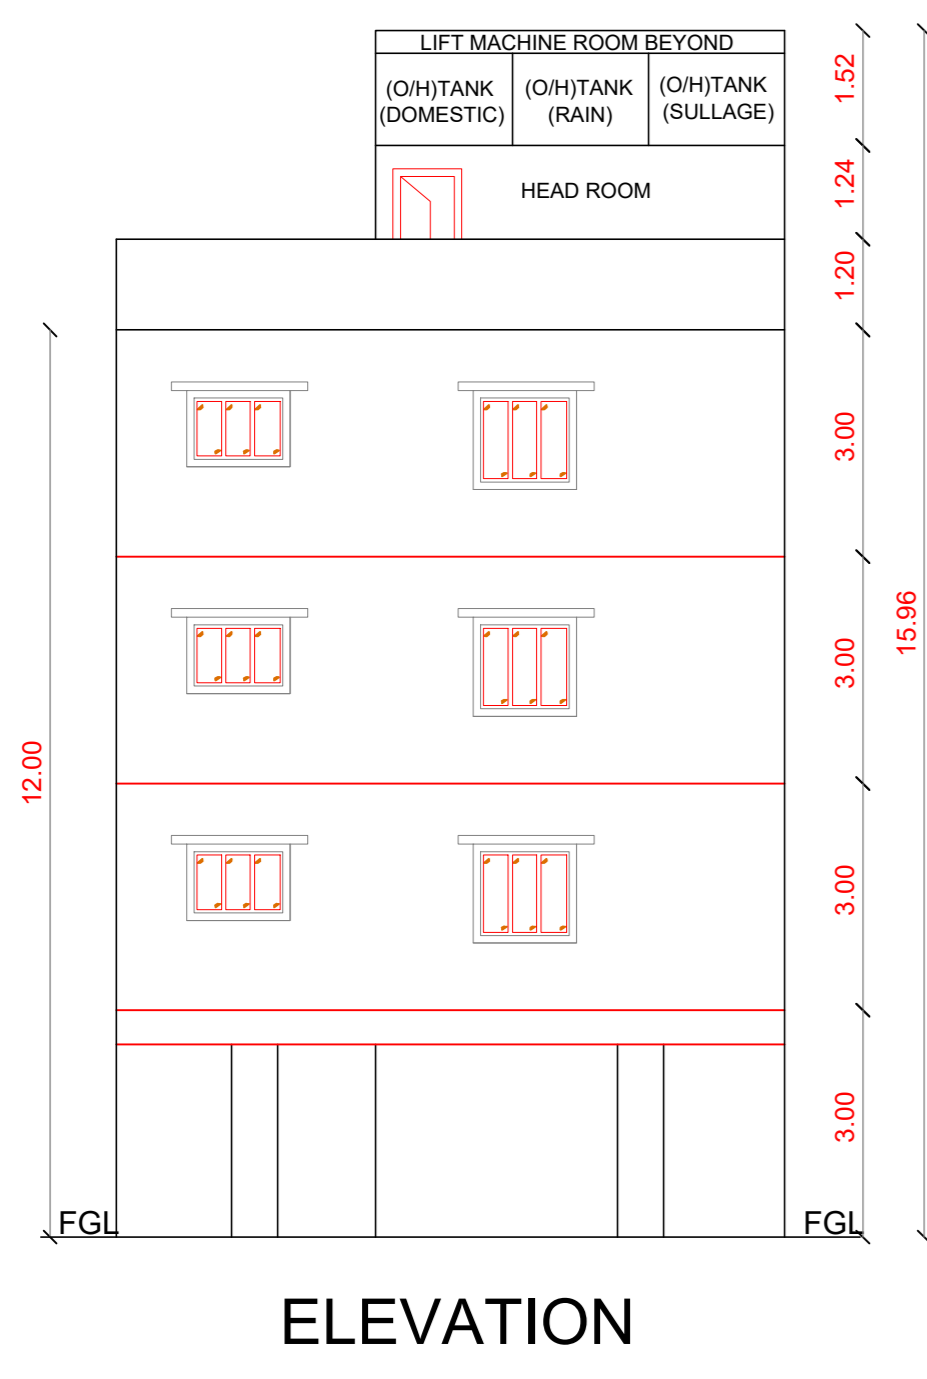 LIFT MACHINE ROOM BEYOND
(O/H)TANK
(DOMESTIC)
(O/H)TANK
(RAIN)
(O/H)TANK
(SULLAGE)
HEAD ROOM
1.52
1.24
1.20
3.00
3.00
3.00
3.00
15.96
12.00
FGL
FGL
ELEVATION